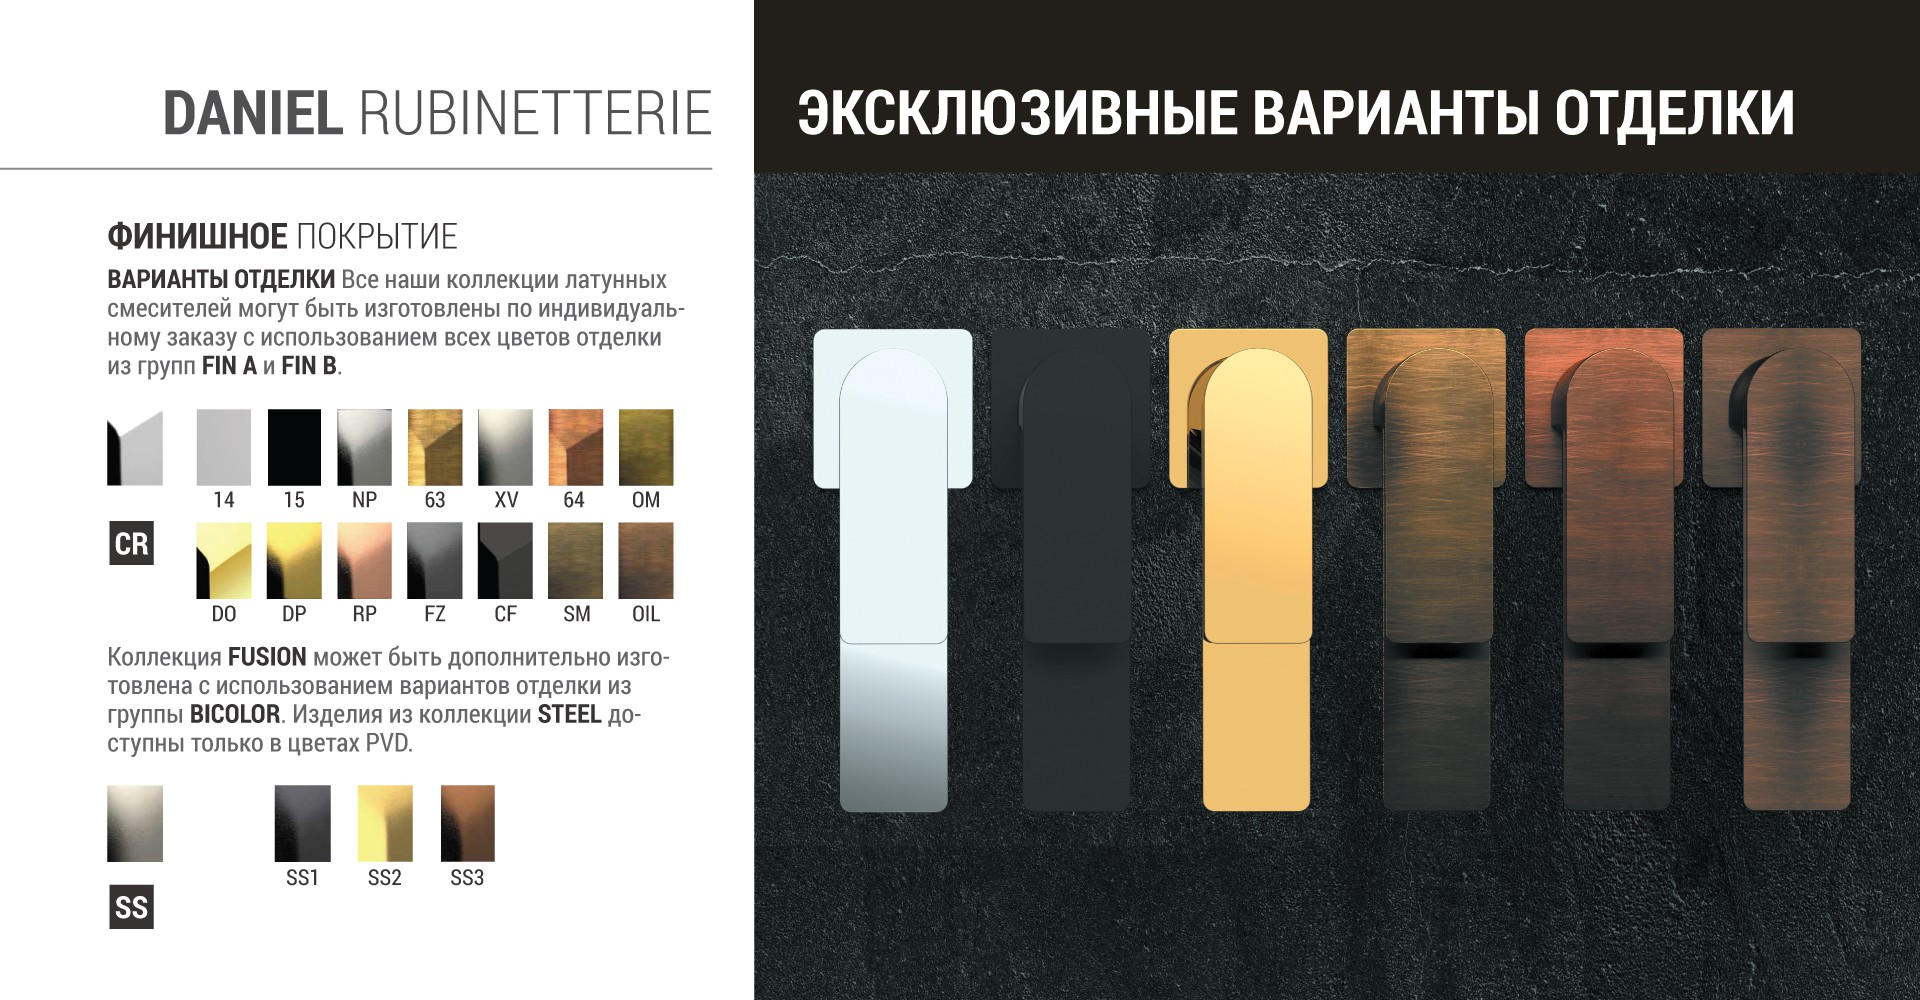 DANIEL RUBINETTERIE
ЭКСКЛЮЗИВНЫЕ ВАРИАНТЫ ОТДЕЛКИ
ФИНИШНОЕ ПОКРЫТИЕ
ВАРИАНТЫ ОТДЕЛКИ Все наши коллекции латунных
смесителей могут быть изготовлены по индивидуаль-
ному заказу с использованием всех цветов отделки
из групп FIN A и FIN B.
14 15 NP 63 XV 64 OM
CR
DO DP RP FZ CF SM OIL
Коллекция FUSION может быть дополнительно изго-
товлена с использованием вариантов отделки из
группы BICOLOR. Изделия из коллекции STEEL до-
ступны только в цветах PVD.
SS1 SS2 SS3
SS